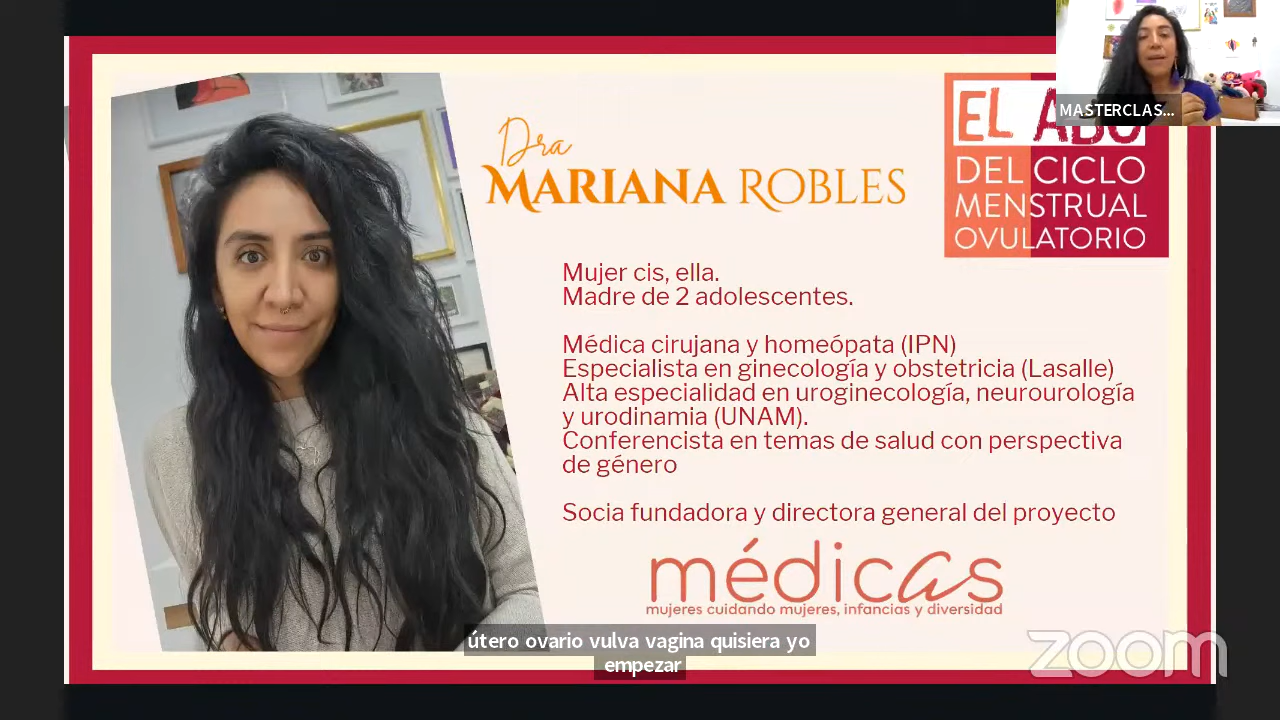 MASTERCLAS...
Dra
MARIANA ROBLES
EL ABC
DEL CICLO
MENSTRUAL
OVULATORIO
Mujer cis, ella.
Madre de 2 adolescentes.
Médica cirujana y homeópata (IPN)
Especialista en ginecología y obstetricia (Lasalle)
Alta especialidad en uroginecología, neurourología
y urodinamia (UNAM).
Conferencista en temas de salud con perspectiva
de género
Socia fundadora y directora general del proyecto
médicas
mujeres cuidando mujeres, infancias y diversidad
útero ovario vulva vagina quisiera yo
empezar
zoom